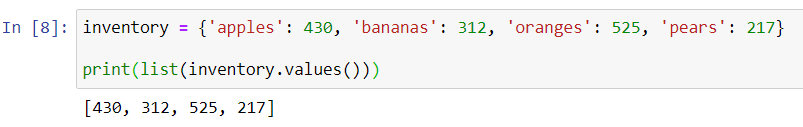 In [8]: inventory = {'apples': 430, 'bananas': 312, 'oranges': 525, 'pears': 217}
print(list(inventory.values()))
[430, 312, 525, 217]